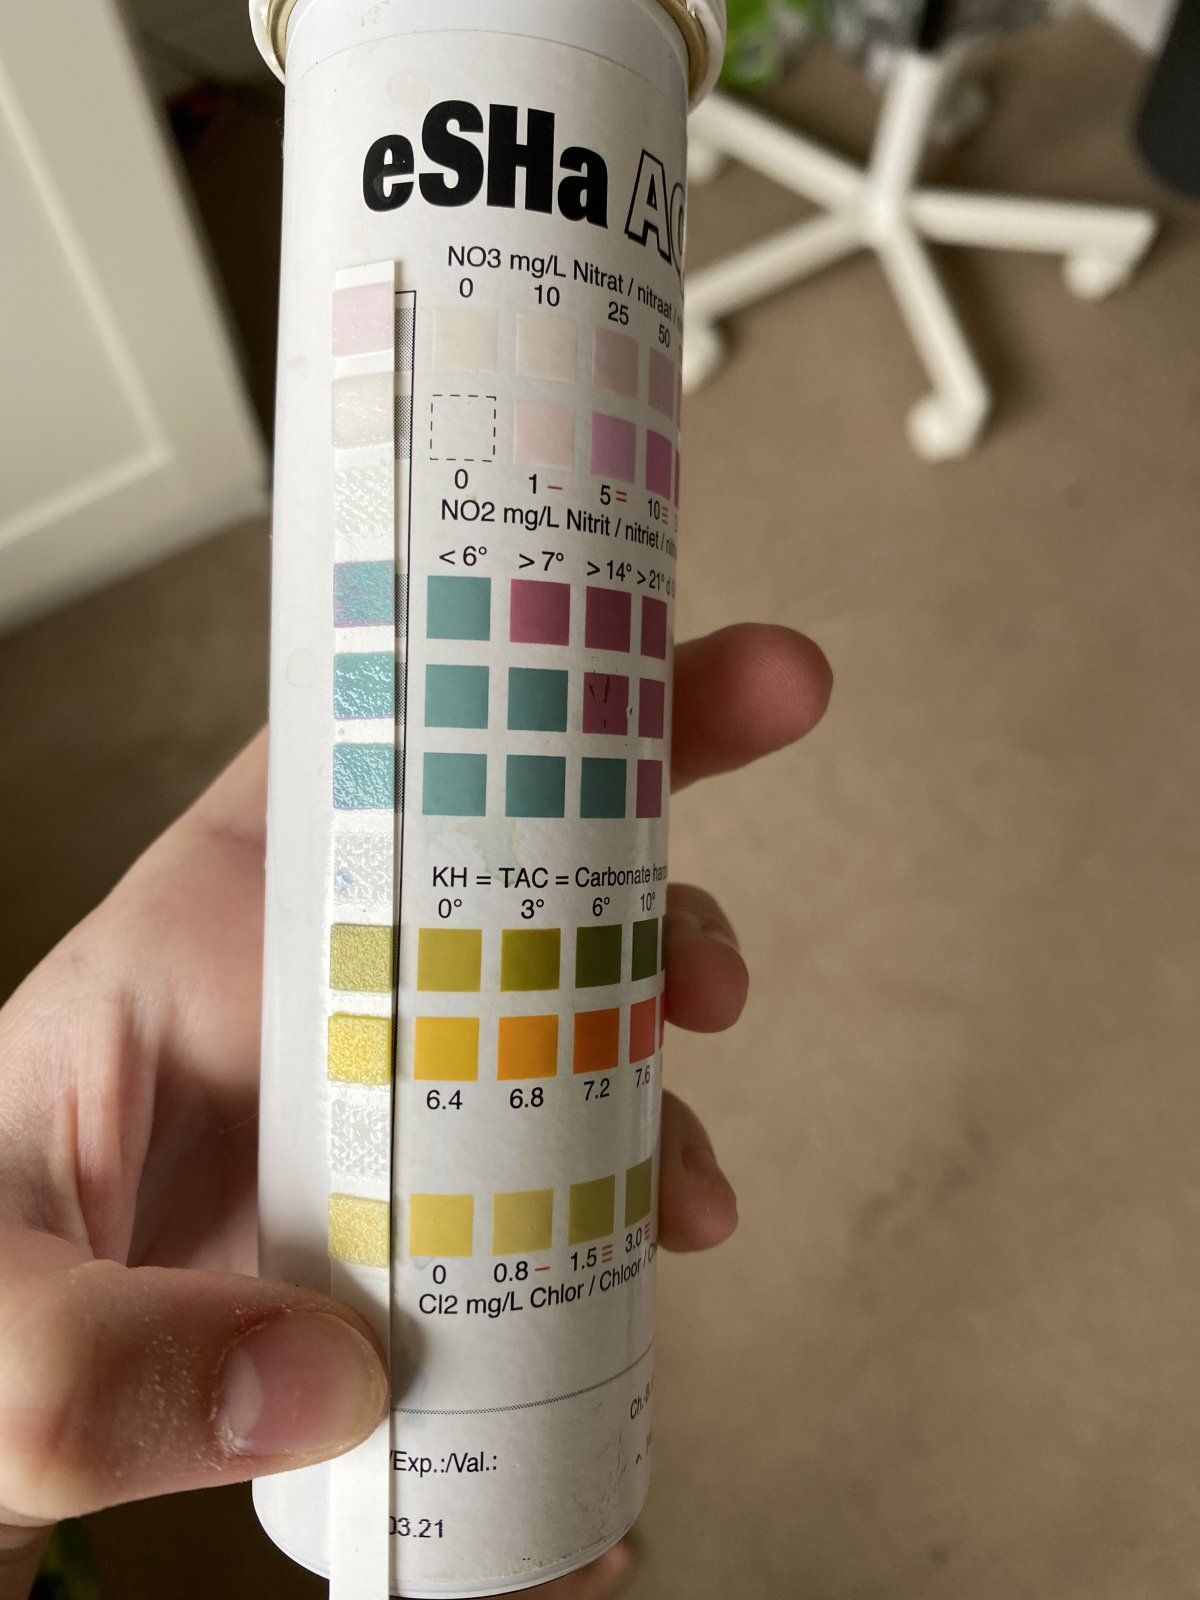 eSHa
NO3 mg/L Nitrat / nitraat /
0 10 25 50
0 1 – 5 = 10 ≡
NO2 mg/L Nitrit / nitriet /
< 6° > 7° > 14° > 21° d
KH = TAC = Carbonate
0° 3° 6° 10°
6.4 6.8 7.2 7.6
0 0.8 – 1.5 ≡ 3.0 ≡
Cl2 mg/L Chlor / Chloor /
/Exp.:/Val.:
03.21